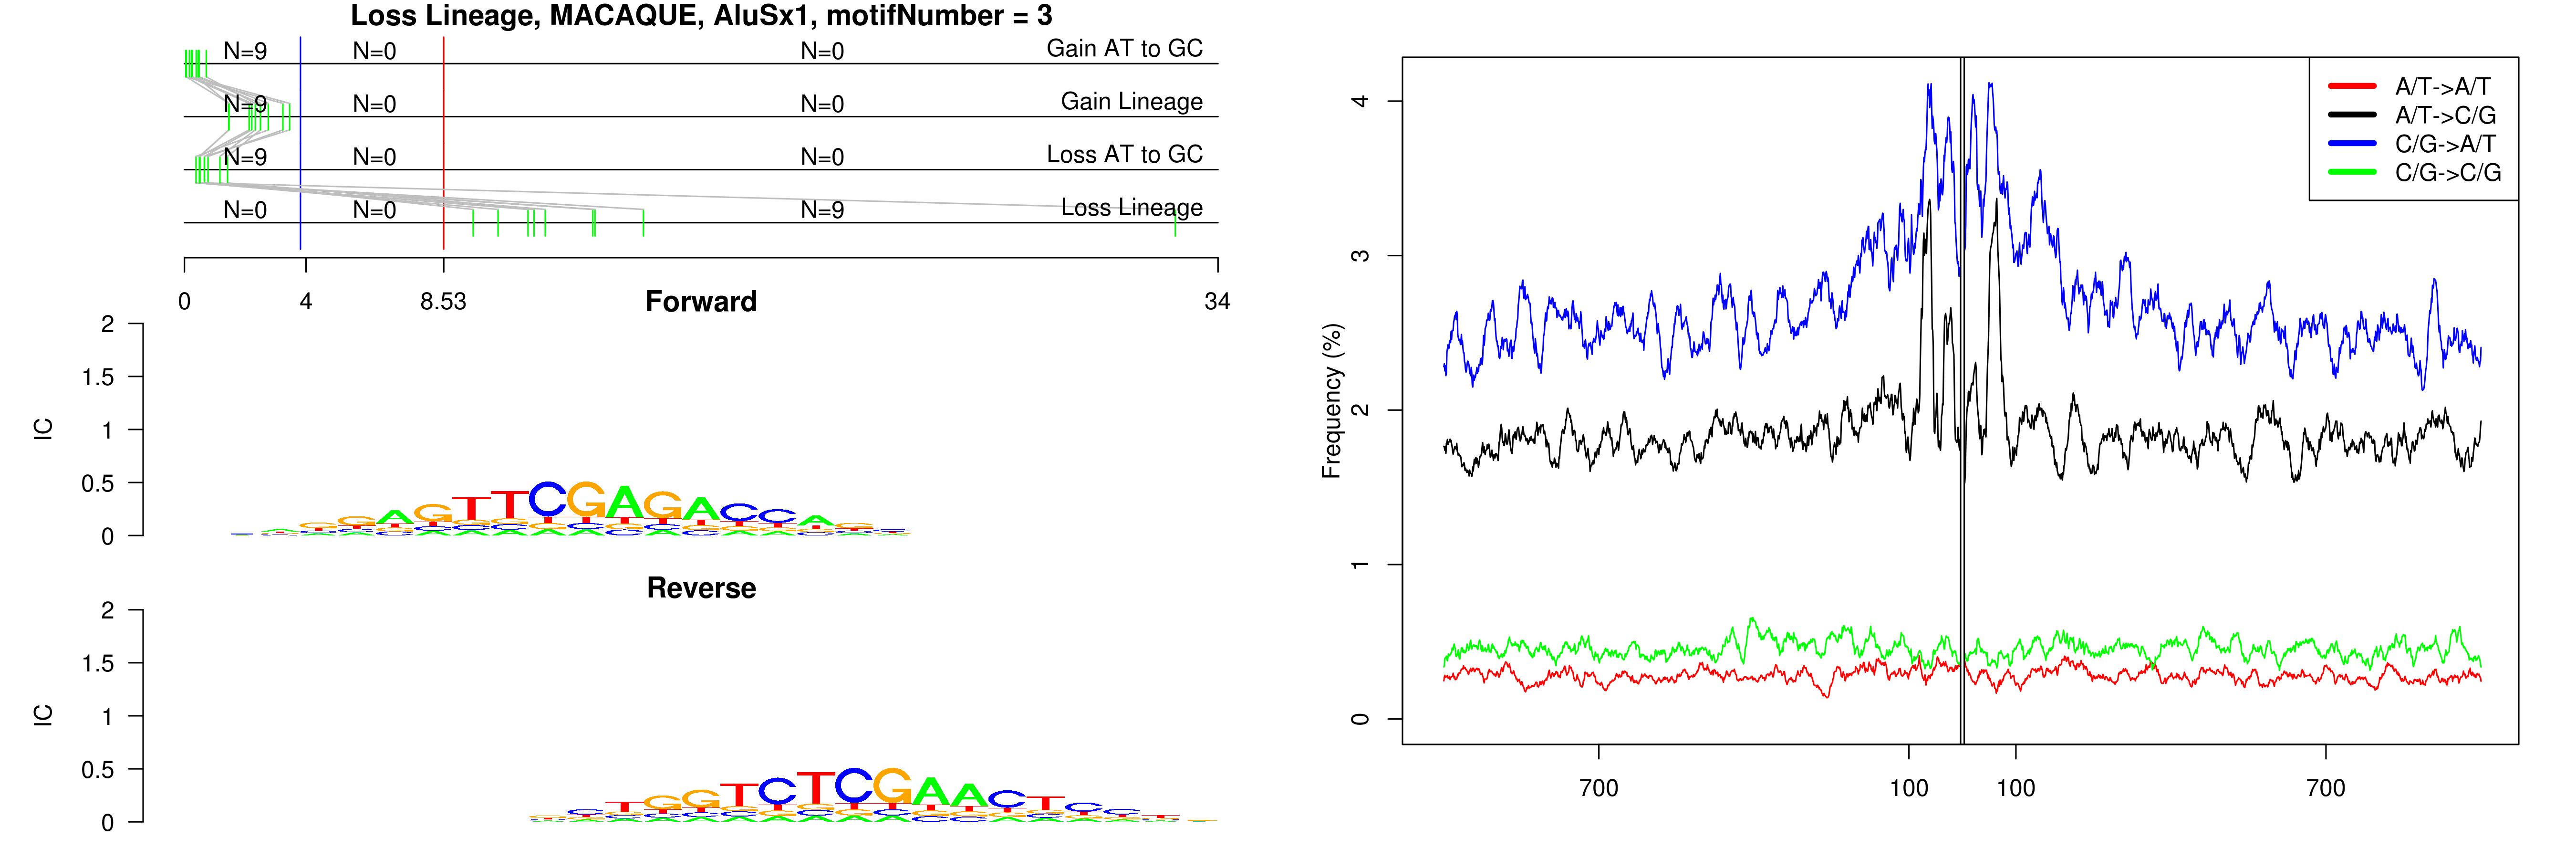 Loss Lineage, MACAQUE, AluSx1, motifNumber = 3
N=9 N=0 N=0 Gain AT to GC
N=9 N=0 N=0 Gain Lineage
N=9 N=0 N=0 Loss AT to GC
N=0 N=0 N=9 Loss Lineage
0 4 8.53 34
Forward
2
1.5
1
0.5
0
IC
GAGTTCGAGACCAG
Reverse
2
1.5
1
0.5
0
IC
CTGGTCTCGAACTCC
Frequency (%)
4
3
2
1
0
A/T->A/T
A/T->C/G
C/G->A/T
C/G->C/G
700 100 100 700